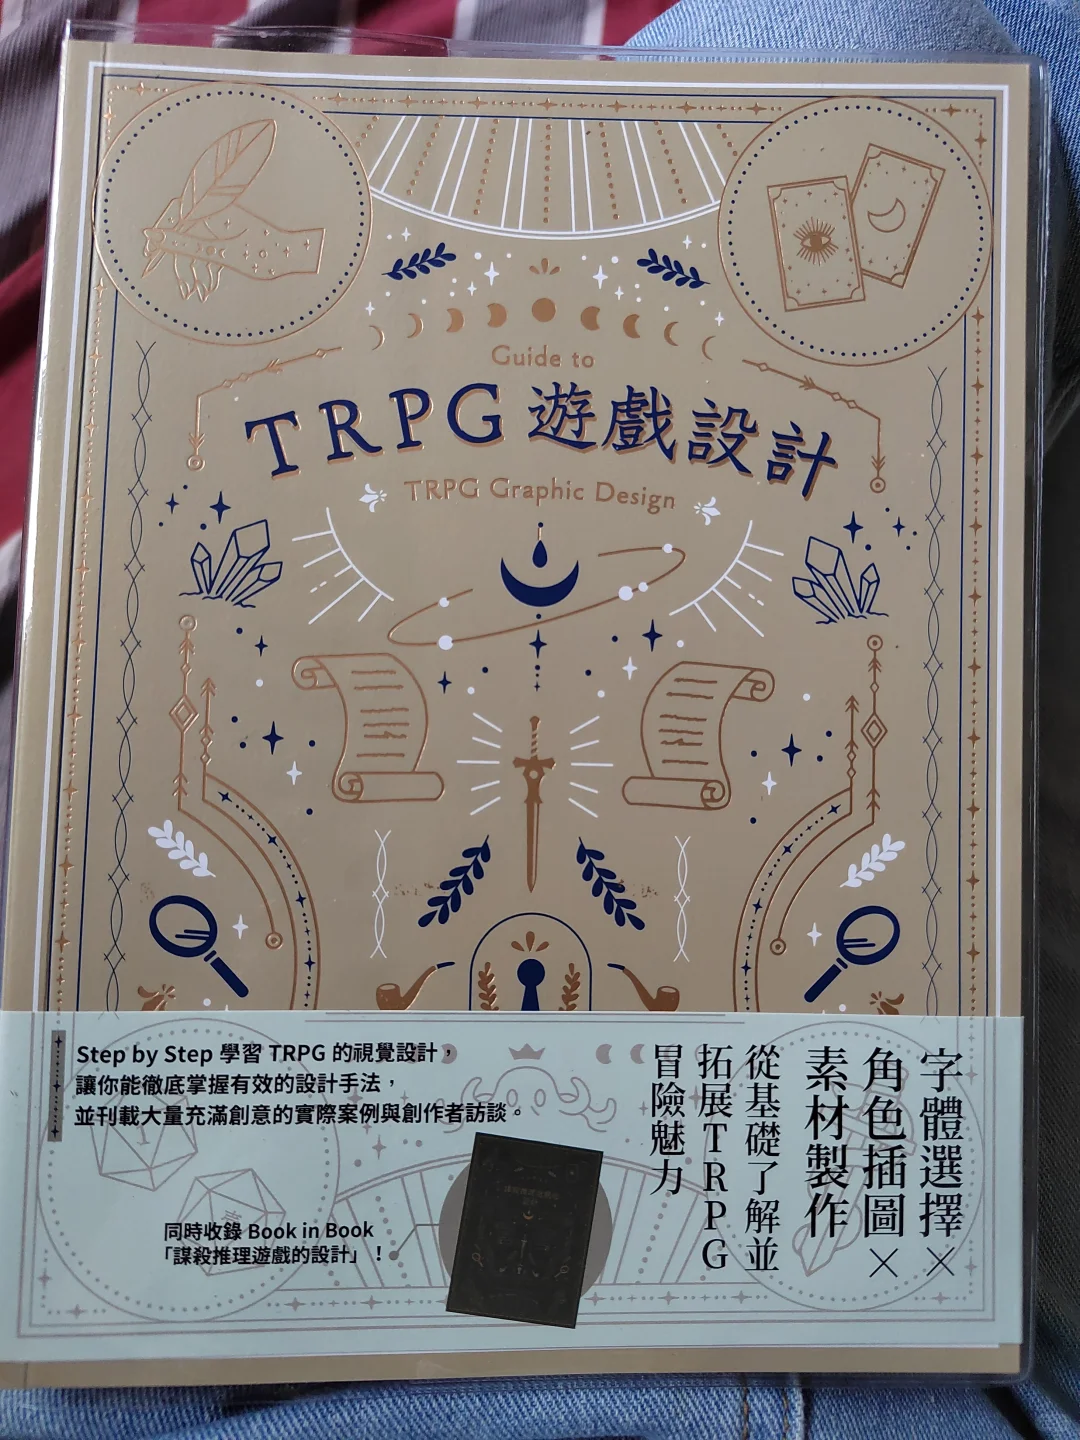 Guide to
TRPG 遊戲設計
TRPG Graphic Design
字體選擇×
角色插圖×
素材製作
從基礎了解並
拓展TRPG
冒險魅力
Step by Step 學習 TRPG 的視覺設計，
讓你能徹底掌握有效的設計手法，
並刊載大量充滿創意的實際案例與創作者訪談。
同時收錄 Book in Book
「謀殺推理遊戲的設計」！